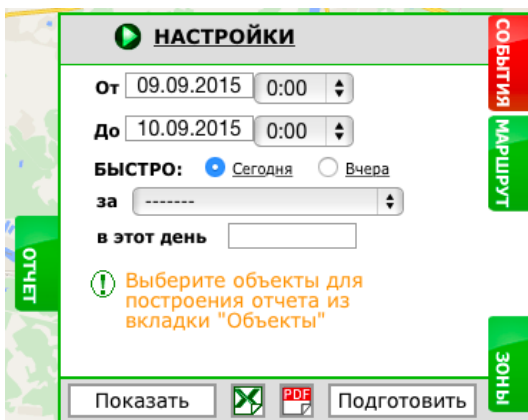 НАСТРОЙКИ
От 09.09.2015 0:00
До 10.09.2015 0:00
БЫСТРО: Сегодня Вчера
за -------
в этот день
Выберите объекты для
построения отчета из
вкладки "Объекты"
Показать PDF Подготовить
ОТЧЕТ
СОБЫТИЯ
МАРШРУТ
ЗОНЫ